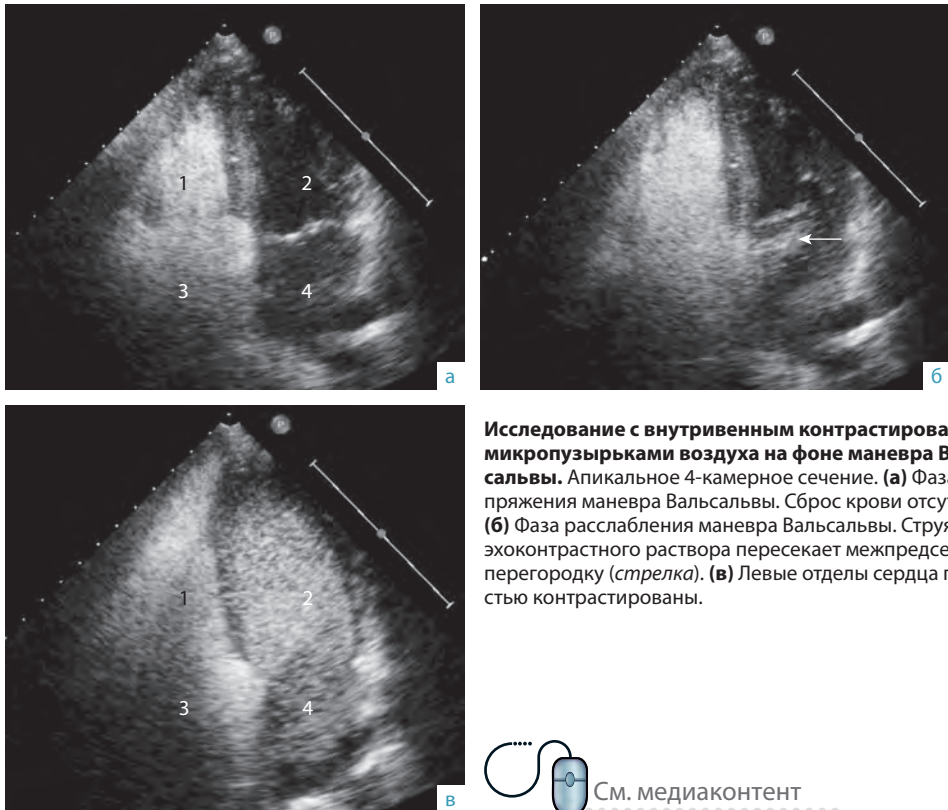 1
2
3
4
а
б
1
2
3
4
в
Исследование с внутривенным контрастирова
микропузырьками воздуха на фоне маневра В
сальвы. Апикальное 4-камерное сечение. (а) Фаза
пряжения маневра Вальсальвы. Сброс крови отсу
(б) Фаза расслабления маневра Вальсальвы. Струя
эхоконтрастного раствора пересекает межпредсе
перегородку (стрелка). (в) Левые отделы сердца п
стью контрастированы.
См. медиаконтент